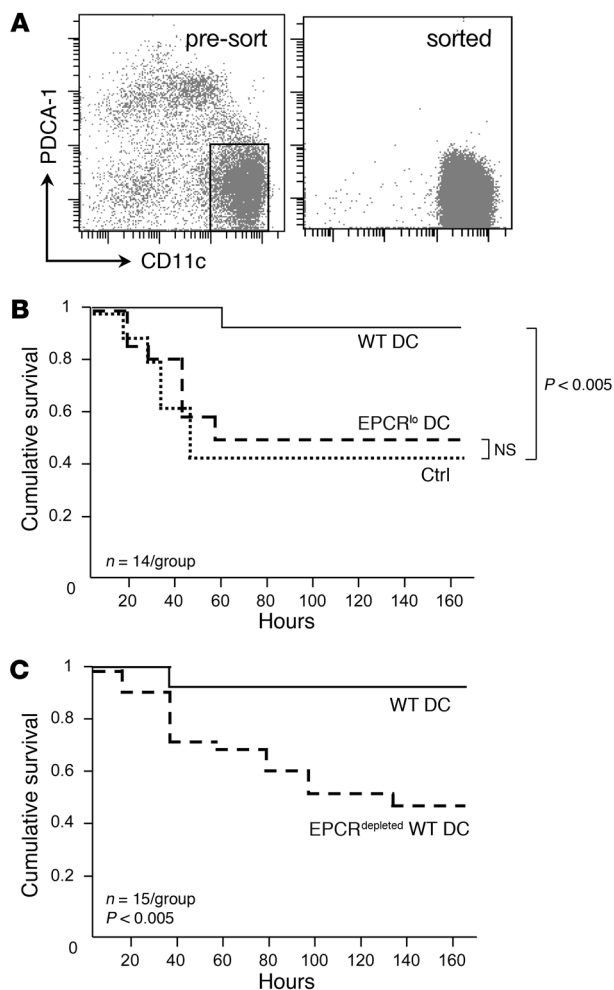 A
pre-sort
sorted
PDCA-1
CD11c
B
1
0.8
0.6
0.4
0.2
0
Cumulative survival
WT DC
EPCRlo DC
Ctrl
NS
P < 0.005
n = 14/group
20 40 60 80 100 120 140 160
Hours
C
1
0.8
0.6
0.4
0.2
0
Cumulative survival
WT DC
EPCRdepleted WT DC
n = 15/group
P < 0.005
20 40 60 80 100 120 140 160
Hours